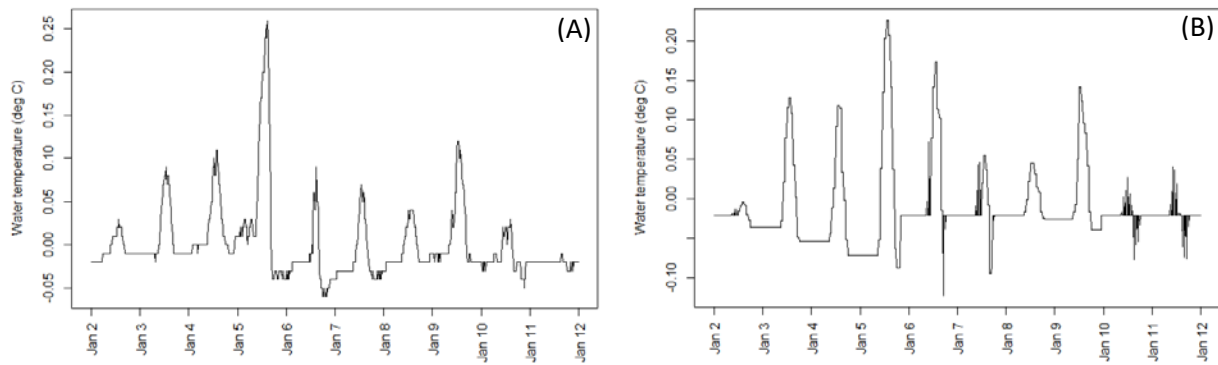 (A)
Water temperature (deg C)
0.25
0.20
0.15
0.10
0.05
0.00
-0.05
Jan 2
Jan 3
Jan 4
Jan 5
Jan 6
Jan 7
Jan 8
Jan 9
Jan 10
Jan 11
Jan 12
(B)
Water temperature (deg C)
0.20
0.15
0.10
0.05
0.00
-0.10
Jan 2
Jan 3
Jan 4
Jan 5
Jan 6
Jan 7
Jan 8
Jan 9
Jan 10
Jan 11
Jan 12